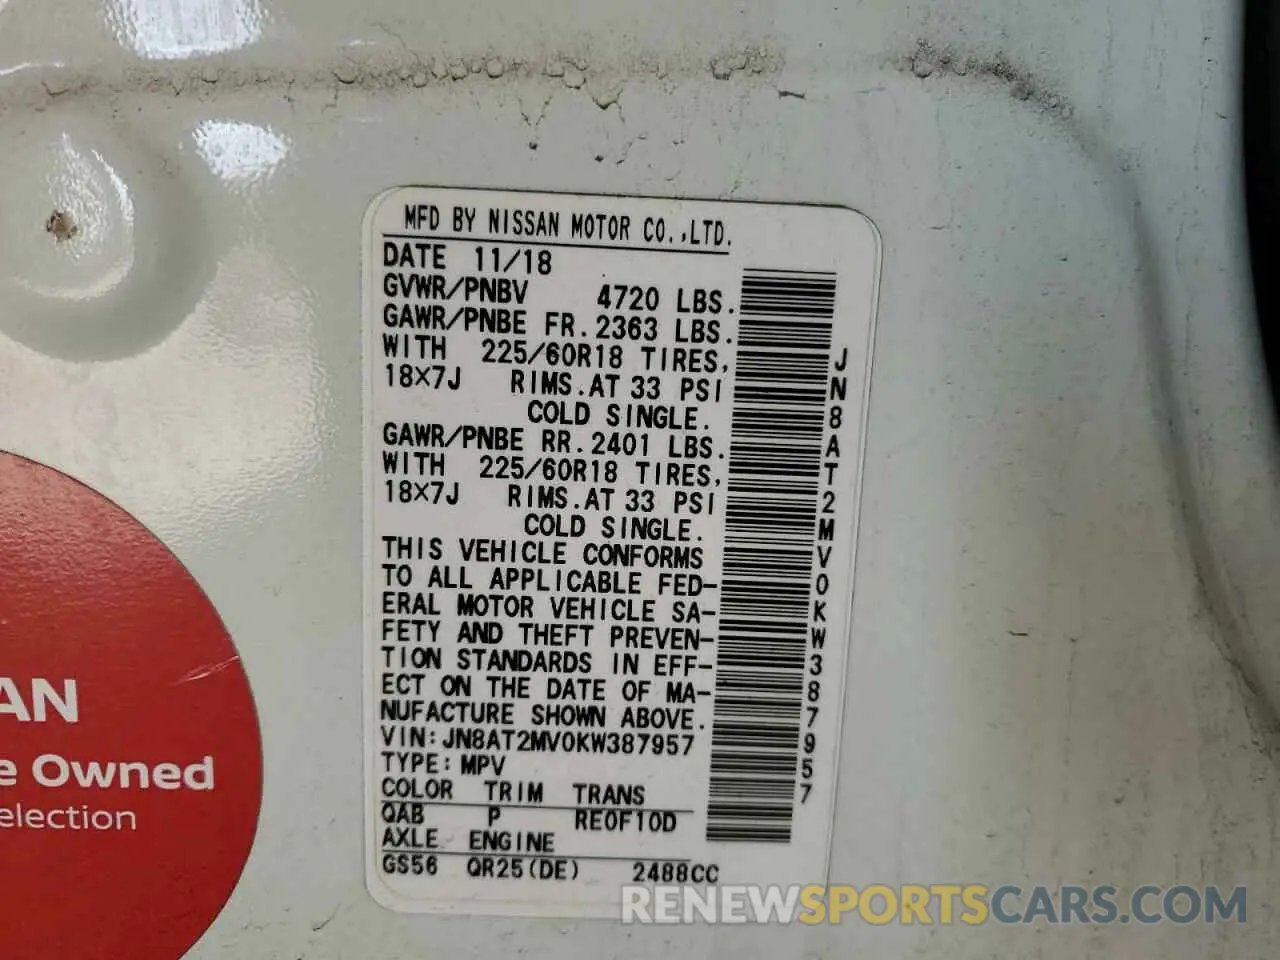 MFD BY NISSAN MOTOR CO.,LTD.
DATE 11/18
GVWR/PNBV 4720 LBS.
GAWR/PNBE FR. 2363 LBS.
WITH 225/60R18 TIRES,
18X7J RIMS. AT 33 PSI
COLD SINGLE.
GAWR/PNBE RR. 2401 LBS.
WITH 225/60R18 TIRES,
18X7J RIMS. AT 33 PSI
COLD SINGLE.
THIS VEHICLE CONFORMS
TO ALL APPLICABLE FED-
ERAL MOTOR VEHICLE SA-
FETY AND THEFT PREVEN-
TION STANDARDS IN EFF-
ECT ON THE DATE OF MA-
NUFACTURE SHOWN ABOVE.
VIN: JN8AT2MV0KW387957
TYPE: MPV
COLOR TRIM TRANS
QAB P RE0F10D
AXLE ENGINE
GS56 QR25(DE) 2488CC
JN8AT2MV0KW387957
AN
e Owned
election
RENEWSPORTSCARS.COM